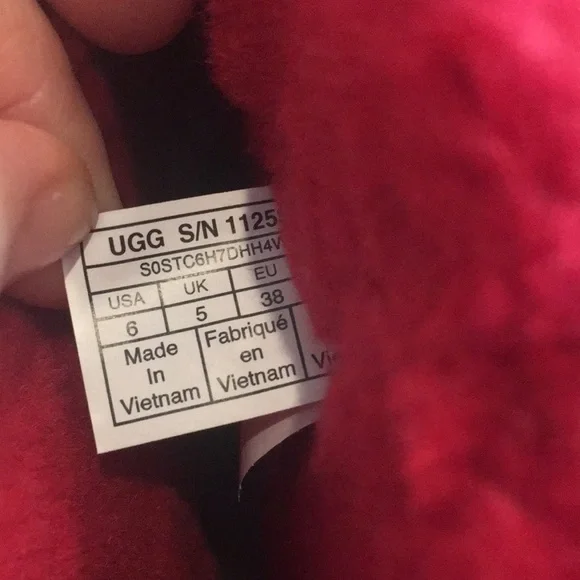 UGG S/N 1125
S0STC6H7DHH4V
USA UK EU
6 5 38
Made In Vietnam
Fabriqué en Vietnam